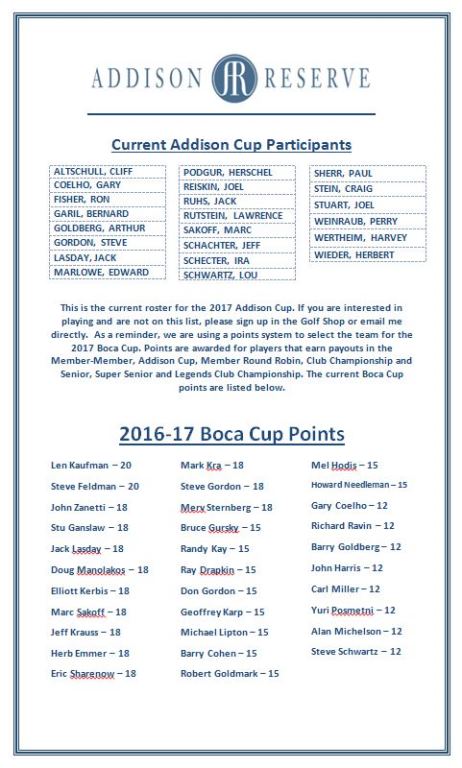 ADDISON AR RESERVE
Current Addison Cup Participants
ALTSCHULL, CLIFF
COELHO, GARY
FISHER, RON
GARIL, BERNARD
GOLDBERG, ARTHUR
GORDON, STEVE
LASDAY, JACK
MARLOWE, EDWARD
PODGUR, HERSCHEL
REISKIN, JOEL
RUHS, JACK
RUTSTEIN, LAWRENCE
SAKOFF, MARC
SCHACHTER, JEFF
SCHECTER, IRA
SCHWARTZ, LOU
SHERR, PAUL
STEIN, CRAIG
STUART, JOEL
WEINRAUB, PERRY
WERTHEIM, HARVEY
WIEDER, HERBERT
This is the current roster for the 2017 Addison Cup. If you are interested in
playing and are not on this list, please sign up in the Golf Shop or email me
directly. As a reminder, we are using a points system to select the team for the
2017 Boca Cup. Points are awarded for players that earn payouts in the
Member-Member, Addison Cup, Member Round Robin, Club Championship and
Senior, Super Senior and Legends Club Championship. The current Boca Cup
points are listed below.
2016-17 Boca Cup Points
Len Kaufman – 20
Steve Feldman – 20
John Zanetti – 18
Stu Ganslaw – 18
Jack Lasday – 18
Doug Manolakos – 18
Elliott Kerbis – 18
Marc Sakoff – 18
Jeff Krauss – 18
Herb Emmer – 18
Eric Sharenow – 18
Mark Kra – 18
Steve Gordon – 18
Merv Sternberg – 18
Bruce Gursky – 15
Randy Kay – 15
Ray Drapkin – 15
Don Gordon – 15
Geoffrey Karp – 15
Michael Lipton – 15
Barry Cohen – 15
Robert Goldmark – 15
Mel Hodis – 15
Howard Needleman – 15
Gary Coelho – 12
Richard Ravin – 12
Barry Goldberg – 12
John Harris – 12
Carl Miller – 12
Yuri Posmetni – 12
Alan Michelson – 12
Steve Schwartz – 12